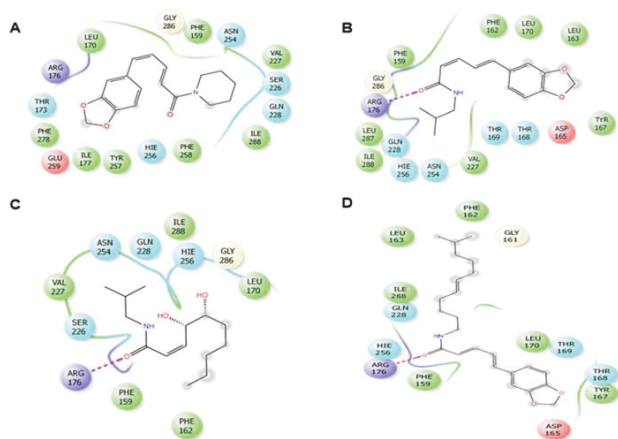 A
GLY 286
PHE 159
ASN 254
LEU 170
VAL 227
ARG 176
SER 226
THR 173
GLN 228
PHE 278
ILE 288
GLU 259
ILE 177
TYR 257
HIE 256
PHE 258
N
O
O
O
B
PHE 162
LEU 170
LEU 163
PHE 159
GLY 286
ARG 176
O
NH
O
O
LEU 287
GLN 228
THR 169
THR 168
ASP 165
TYR 167
ILE 288
HIE 256
ASN 254
VAL 227
C
ILE 288
ASN 254
GLN 228
HIE 256
GLY 286
LEU 170
VAL 227
SER 226
OH
HO
NH
O
ARG 176
PHE 159
PHE 162
D
PHE 162
LEU 163
GLY 161
ILE 288
GLN 228
NH
HIE 256
ARG 176
O
PHE 159
LEU 170
THR 169
THR 168
TYR 167
O
O
ASP 165